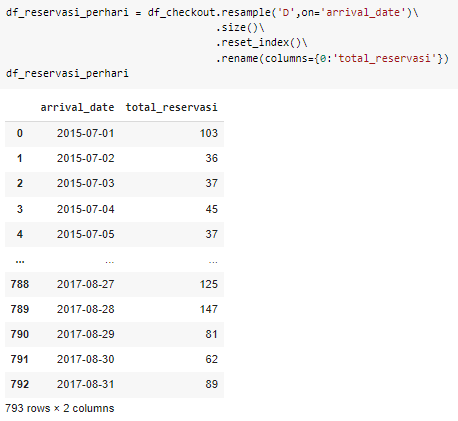 df_reservasi_perhari = df_checkout.resample('D',on='arrival_date')\
.size()\
.reset_index()\
.rename(columns={0:'total_reservasi'})
df_reservasi_perhari
arrival_date total_reservasi
0 2015-07-01 103
1 2015-07-02 36
2 2015-07-03 37
3 2015-07-04 45
4 2015-07-05 37
... ... ...
788 2017-08-27 125
789 2017-08-28 147
790 2017-08-29 81
791 2017-08-30 62
792 2017-08-31 89
793 rows × 2 columns